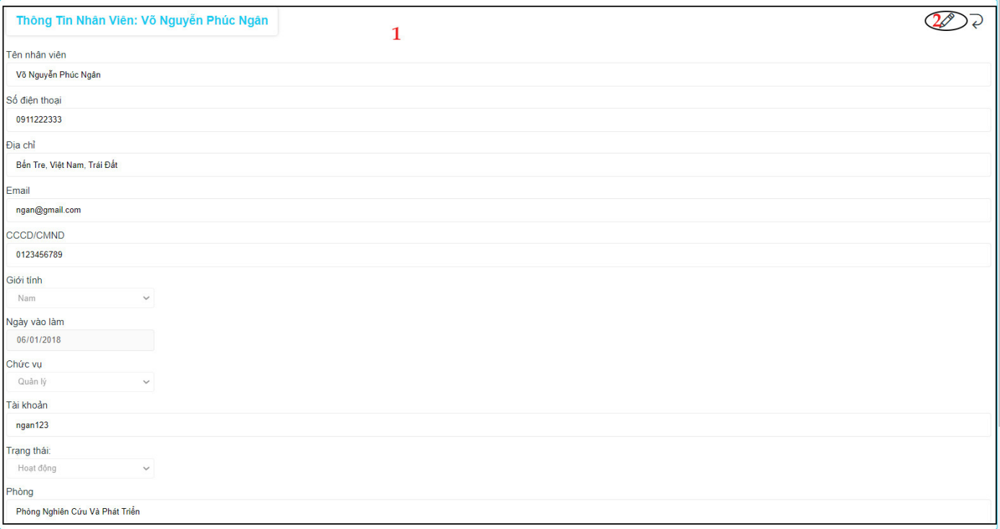 Thông Tin Nhân Viên: Võ Nguyễn Phúc Ngân
1
2
Tên nhân viên
Võ Nguyễn Phúc Ngân
Số điện thoại
0911222333
Địa chỉ
Bến Tre, Việt Nam, Trái Đất
Email
ngan@gmail.com
CCCD/CMND
0123456789
Giới tính
Nam
Ngày vào làm
06/01/2018
Chức vụ
Quản lý
Tài khoản
ngan123
Trạng thái:
Hoạt động
Phòng
Phòng Nghiên Cứu Và Phát Triển